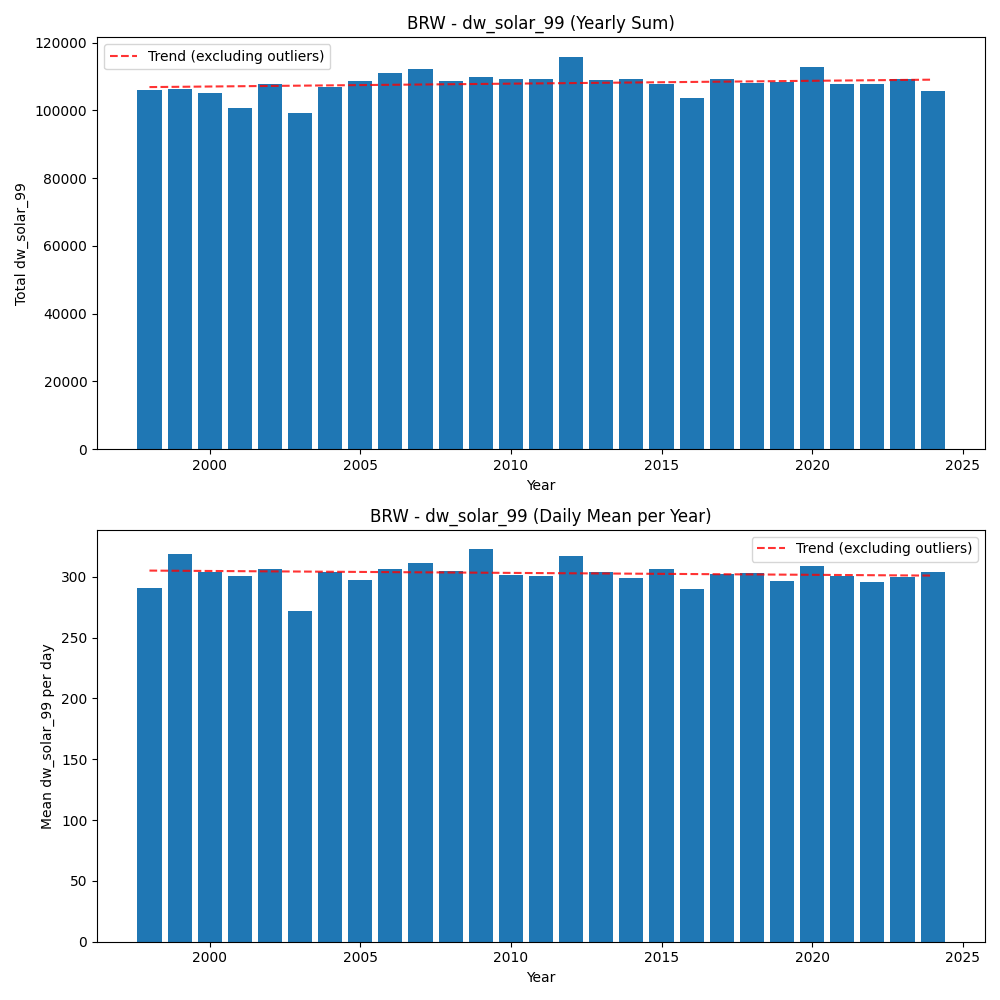 BRW - dw_solar_99 (Yearly Sum)
Trend (excluding outliers)
120000
100000
80000
60000
40000
20000
0
Total dw_solar_99
2000 2005 2010 2015 2020 2025
Year
BRW - dw_solar_99 (Daily Mean per Year)
Trend (excluding outliers)
300
250
200
150
100
50
0
Mean dw_solar_99 per day
2000 2005 2010 2015 2020 2025
Year